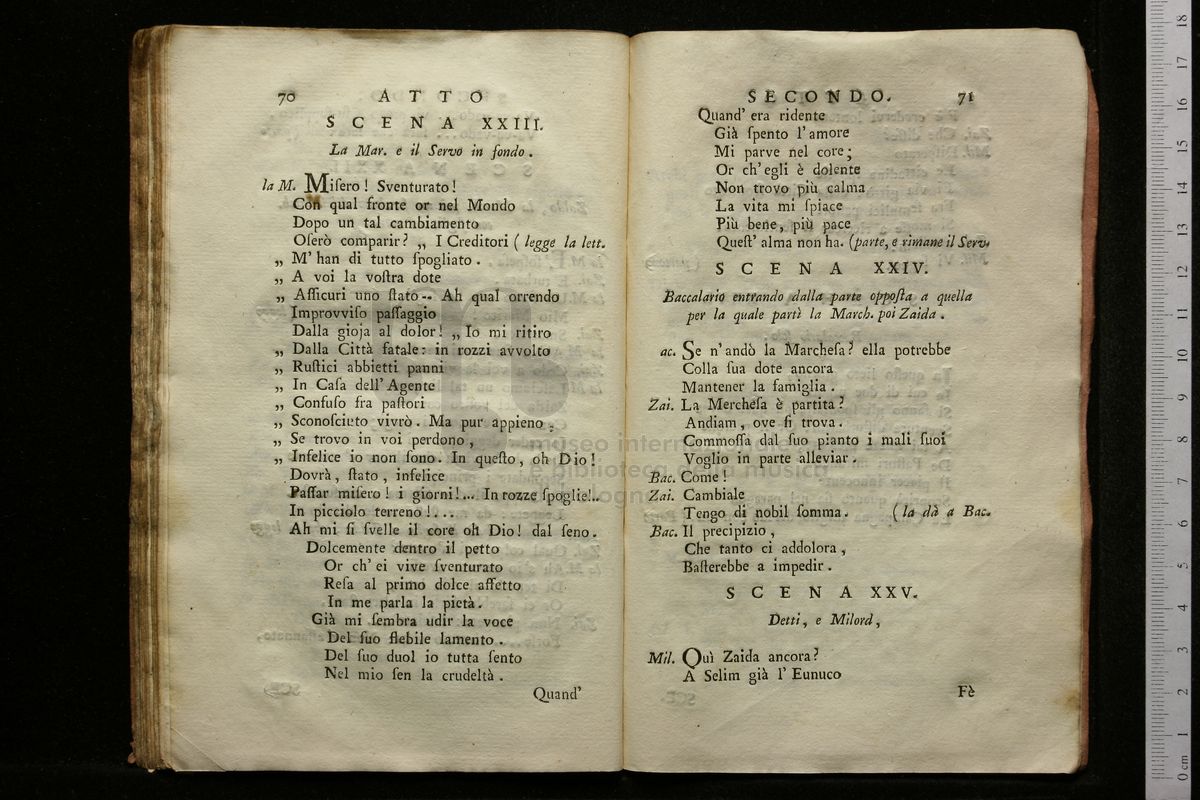 70 A T T O
S C E N A XXIII.
La Mar. e il Servo in fondo.
la M. Miſero! Sventurato!
Con qual fronte or nel Mondo
Dopo un tal cambiamento
Oſerò comparir? „ I Creditori ( legge la lett.
„ M' han di tutto ſpogliato.
„ A voi la voſtra dote
„ Aſſicuri uno ſtato-- Ah qual orrendo
Improvviſo paſſaggio
Dalla gioja al dolor! „ Io mi ritiro
„ Dalla Città fatale: in rozzi avvolto
„ Ruſtici abbietti panni
„ In Caſa dell' Agente
„ Confuſo fra paſtori
„ Sconoſciuto vivrò. Ma pur appieno,
„ Se trovo in voi perdono,
„ Infelice io non ſono. In queſto, oh Dio!
Dovrà, ſtato, infelice
Paſſar miſero! i giorni!... In rozze ſpoglie!..
In picciolo terreno!...
Ah mi ſi ſvelle il core oh Dio! dal ſeno.
Dolcemente dentro il petto
Or ch' ei vive ſventurato
Reſa al primo dolce affetto
In me parla la pietà.
Già mi ſembra udir la voce
Del ſuo flebile lamento.
Del ſuo duol io tutta ſento
Nel mio ſen la crudeltà.
Quand'
SECONDO. 71
Quand' era ridente
Già ſpento l'amore
Mi parve nel core;
Or ch'egli è dolente
Non trovo più calma
La vita mi ſpiace
Più bene, più pace
Queſt' alma non ha. (parte, e rimane il Serv.
S C E N A XXIV.
Baccalario entrando dalla parte oppoſta a quella
per la quale partì la March. poi Zaida.
ac. Se n'andò la Marcheſa? ella potrebbe
Colla ſua dote ancora
Mantener la famiglia.
Zai. La Mercheſa è partita?
Andiam, ove ſi trova.
Commoſſa dal ſuo pianto i mali ſuoi
Voglio in parte alleviar.
Bac. Come!
Zai. Cambiale
Tengo di nobil ſomma. ( la dà a Bac.
Bac. Il precipizio,
Che tanto ci addolora,
Baſterebbe a impedir.
S C E N A XXV.
Detti, e Milord,
Mil. Quì Zaida ancora?
A Selim già l' Eunuco
Fè
museo internazionale
e biblioteca della musica